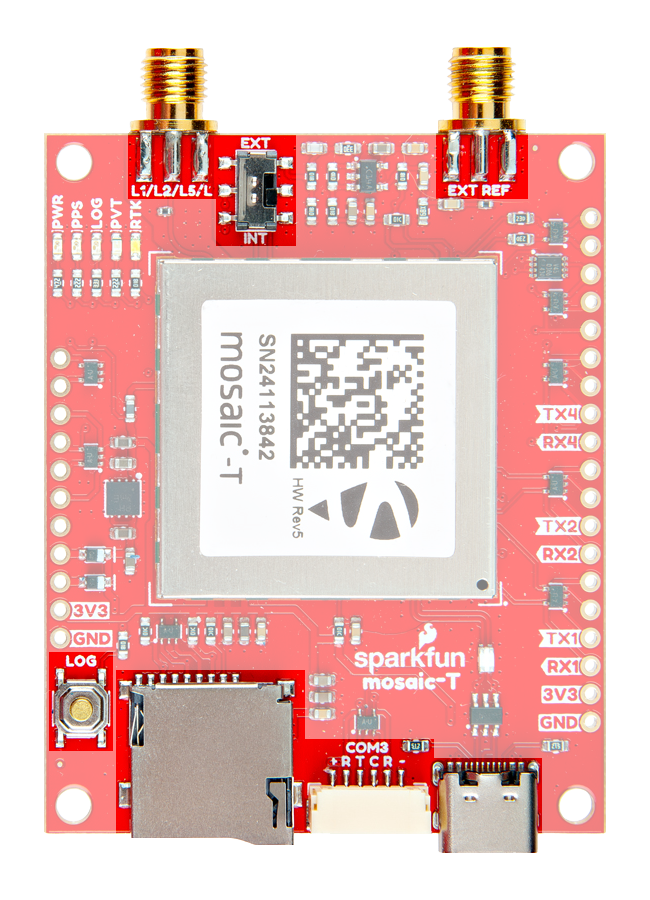 EXT
L1/L2/L5/L
EXT REF
INT
PWR
PPS
LOG
PVT
RTK
SN24113842
mosaic-T
HW Rev5
TX4
RX4
TX2
RX2
3V3
GND
TX1
RX1
3V3
GND
LOG
sparkfun
mosaic-T
COM3
+RTCR-